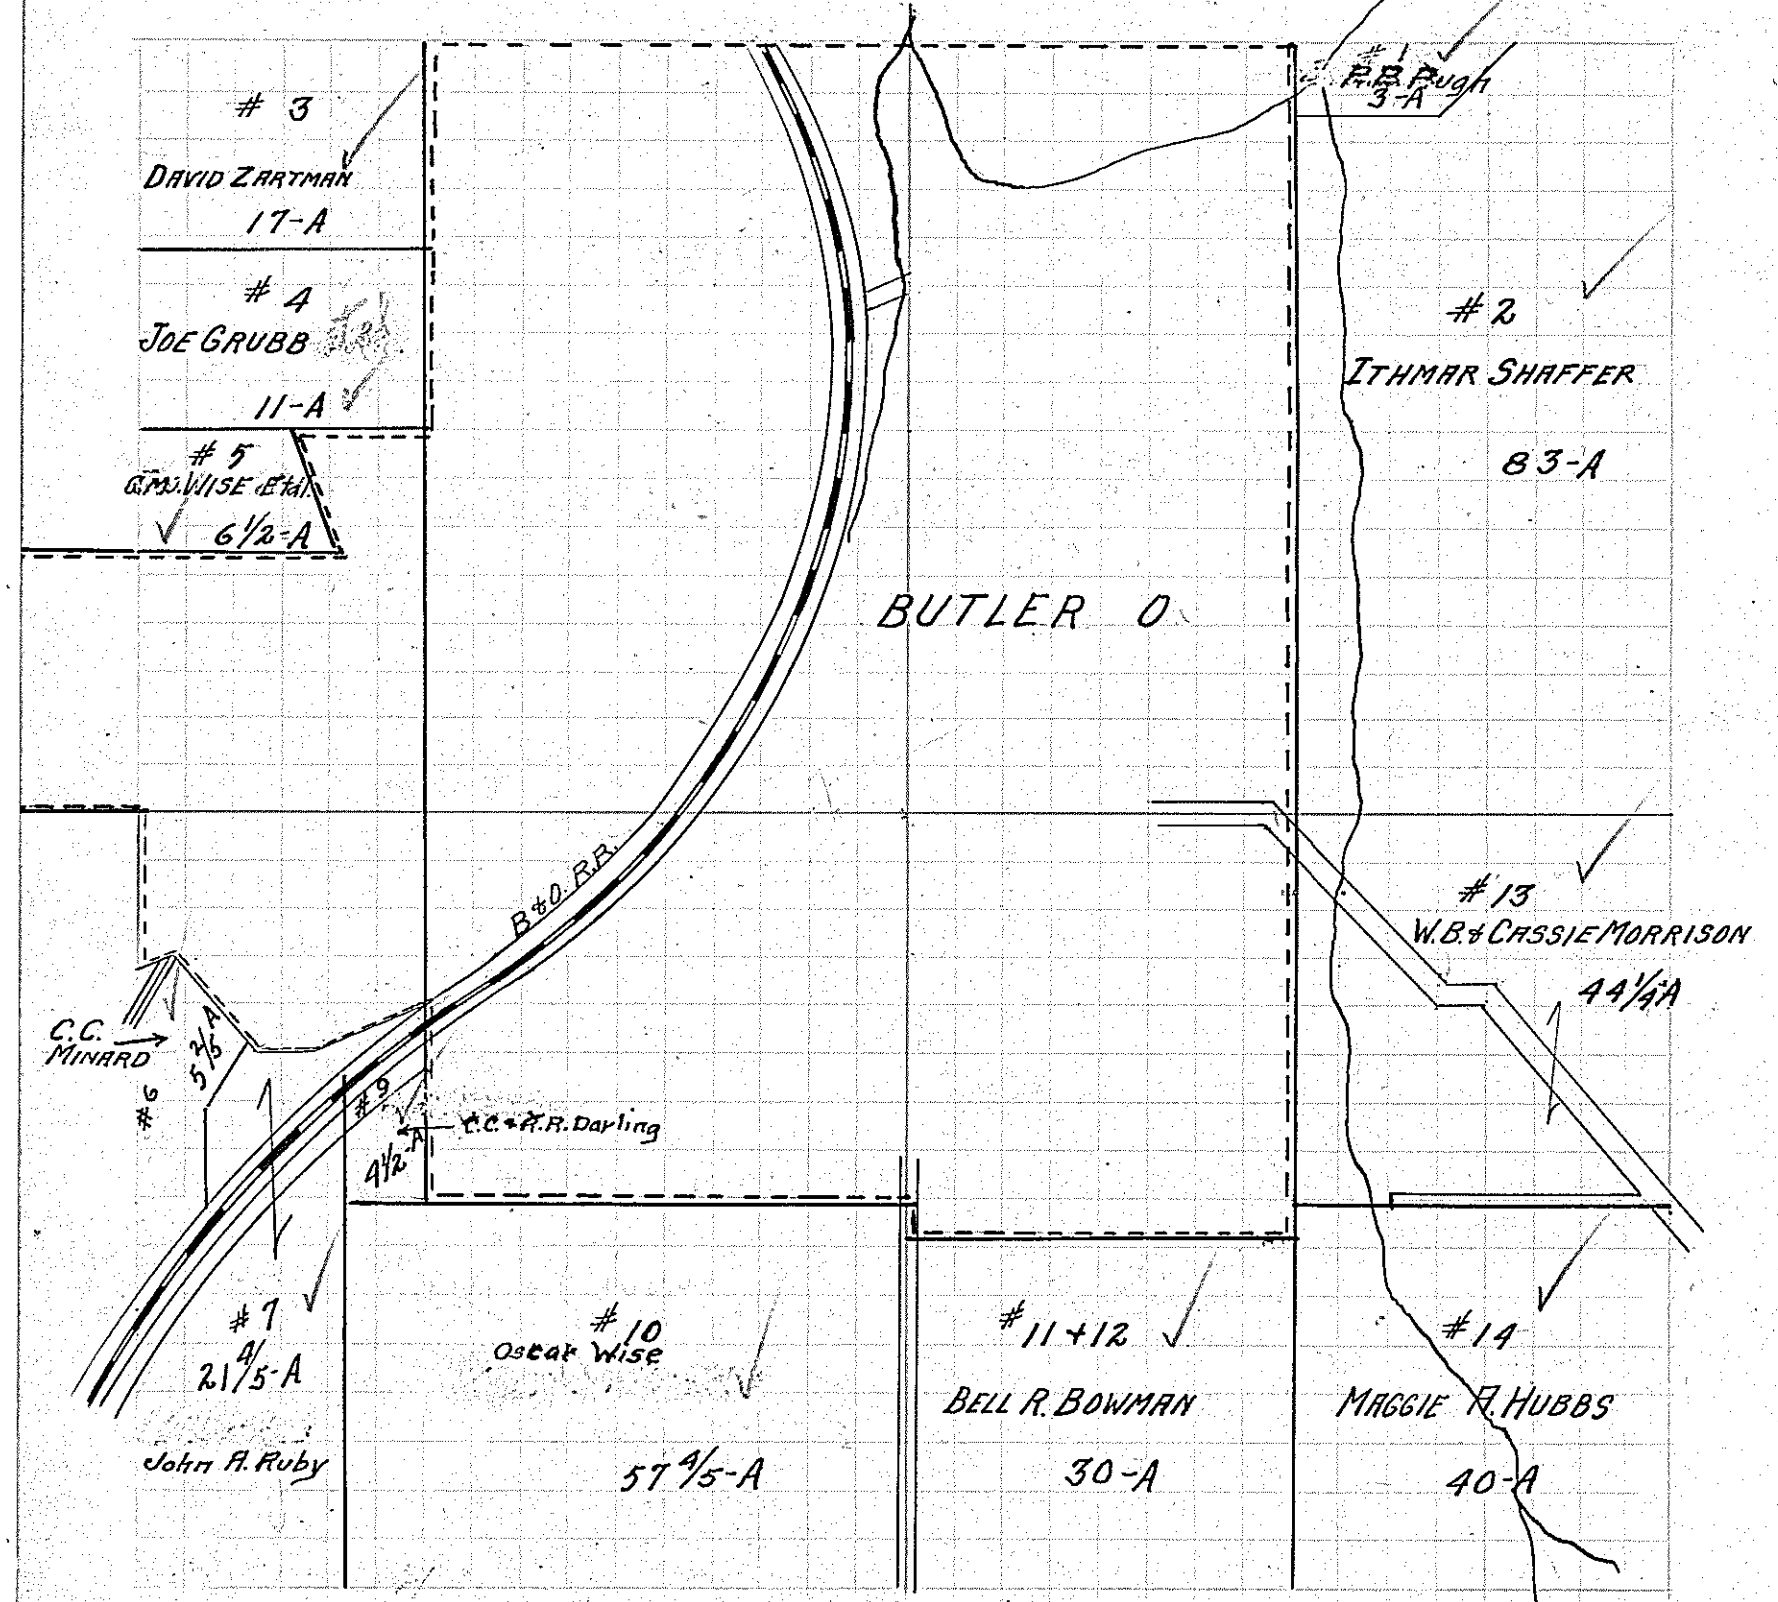 # 1
R.B. Pugh
3-A
# 3
DAVID ZARTMAN
17-A
# 4
JOE GRUBB
11-A
# 2
ITHMAR SHAFFER
83-A
# 5
WISE Etal.
6 1/2-A
BUTLER O
B & O. R.R.
# 13
W.B. & CASSIE MORRISON
44 1/4-A
C.C.
MINARD
# 6
5 2/5-A
# 9
C.C. & R.R. Darling
4 1/2-A
# 7
21 4/5-A
John A. Ruby
# 10
Oscar Wise
57 4/5-A
# 11 + 12
BELL R. BOWMAN
30-A
# 14
MAGGIE A. HUBBS
40-A